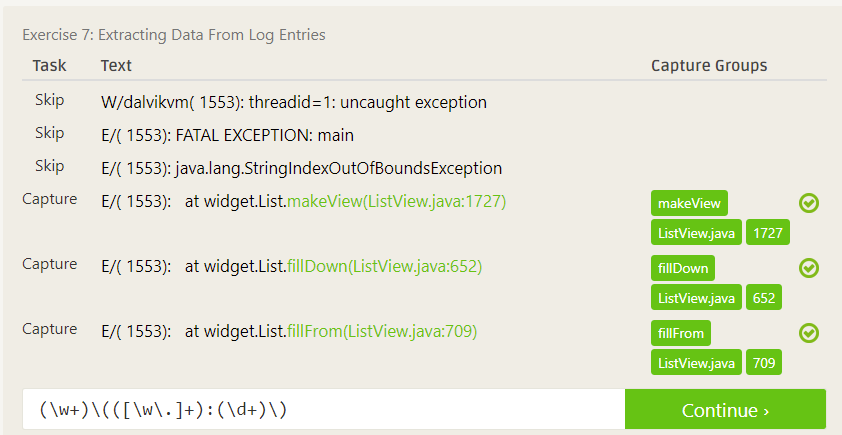 Exercise 7: Extracting Data From Log Entries
Task Text Capture Groups
Skip W/dalvikvm( 1553): threadid=1: uncaught exception
Skip E/( 1553): FATAL EXCEPTION: main
Skip E/( 1553): java.lang.StringIndexOutOfBoundsException
Capture E/( 1553):   at widget.List.makeView(ListView.java:1727) makeView
ListView.java 1727
Capture E/( 1553):   at widget.List.fillDown(ListView.java:652) fillDown
ListView.java 652
Capture E/( 1553):   at widget.List.fillFrom(ListView.java:709) fillFrom
ListView.java 709
(\w+)\(([\w\.]+):(\d+)\) Continue ›